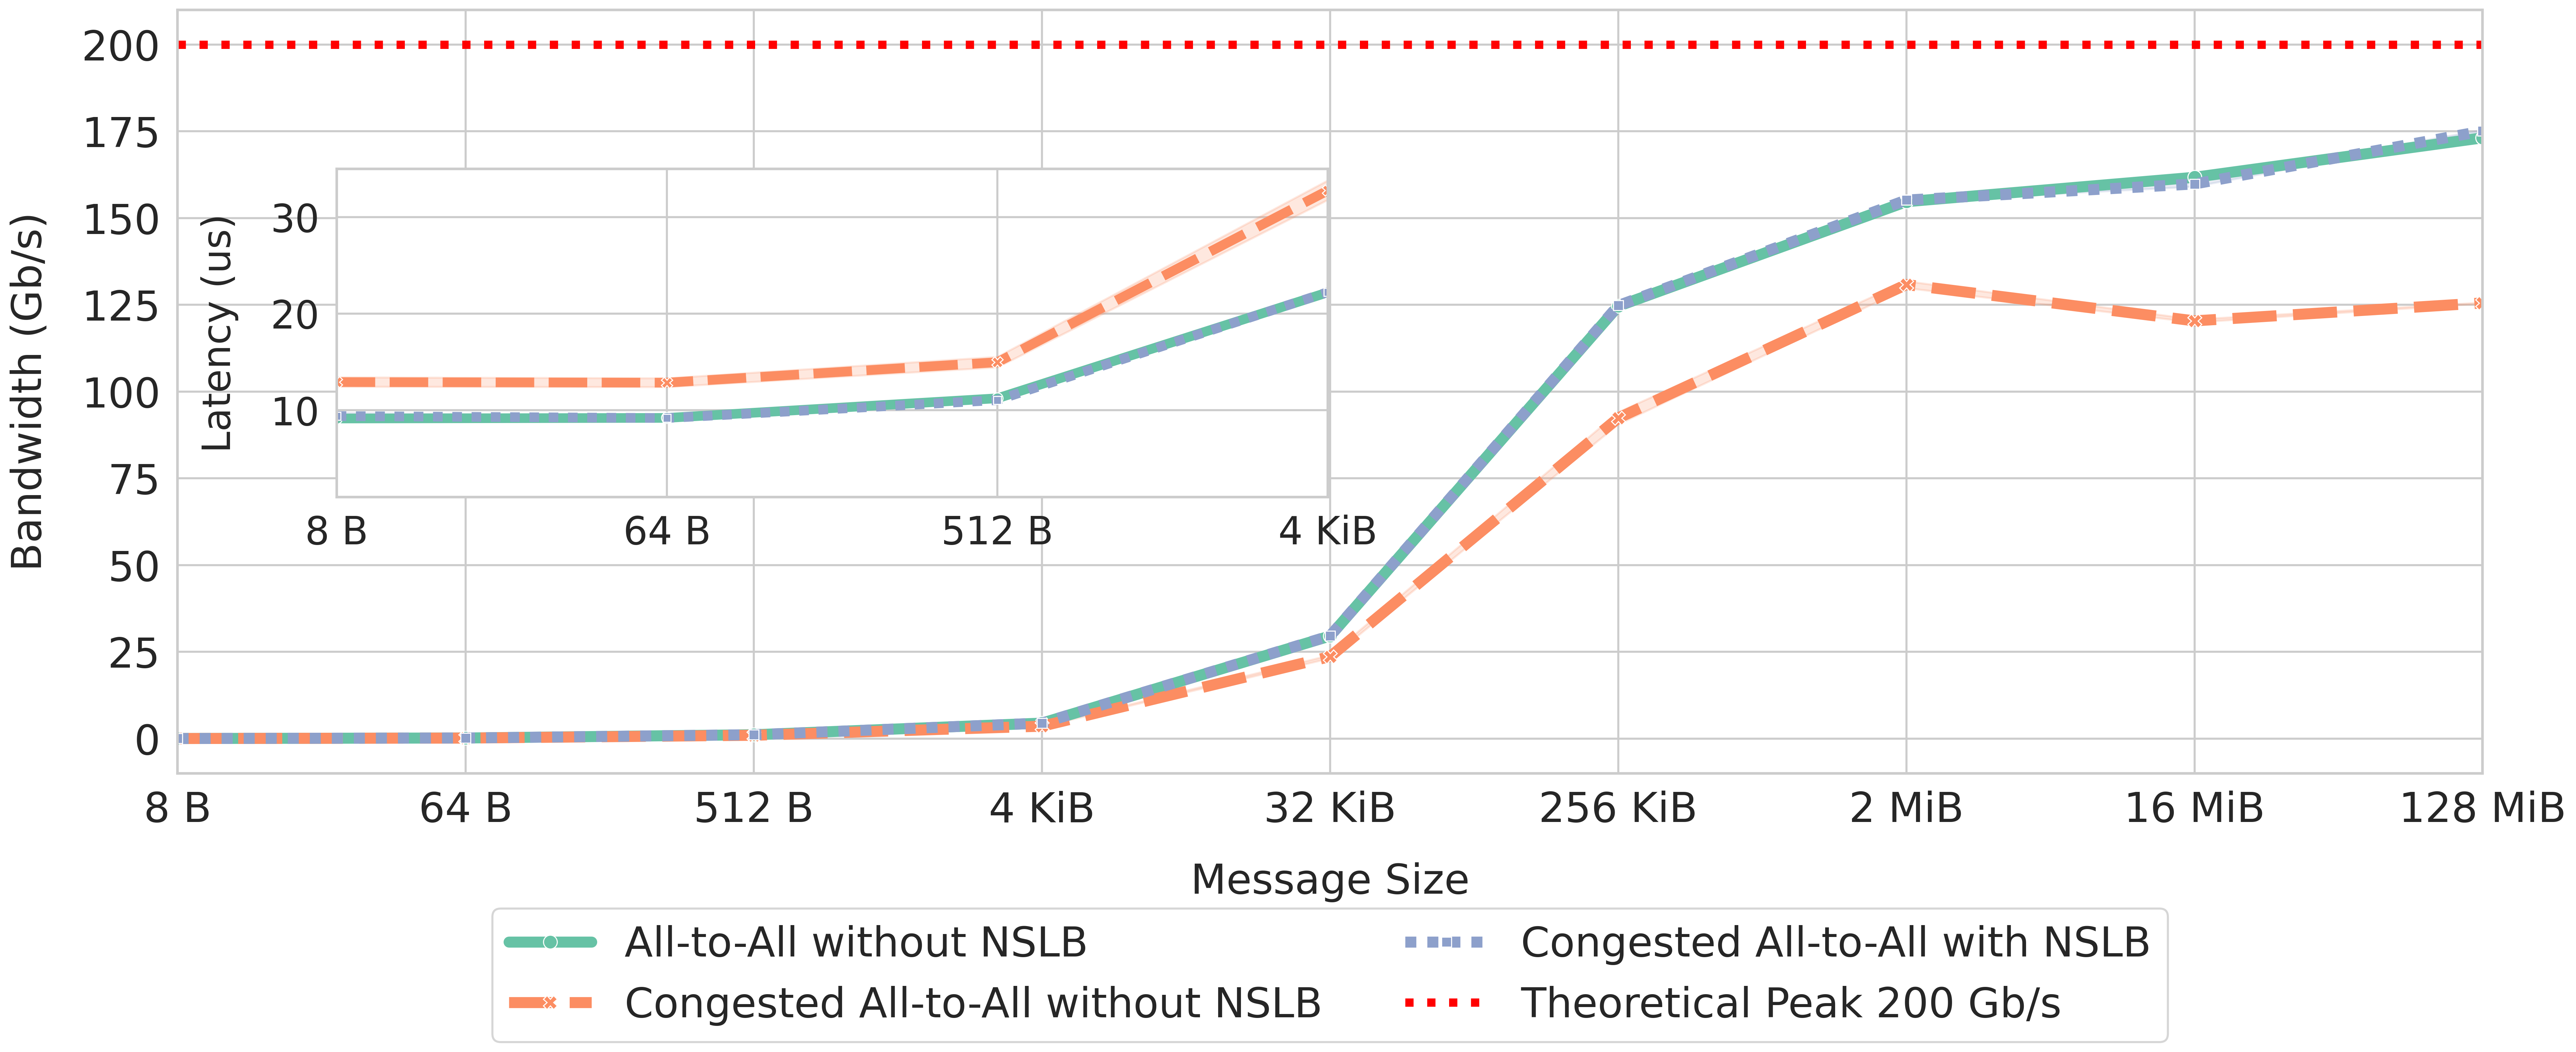 Bandwidth (Gb/s)
200
175
150
125
100
75
50
25
0
Latency (us)
30
20
10
8 B 64 B 512 B 4 KiB
8 B 64 B 512 B 4 KiB 32 KiB 256 KiB 2 MiB 16 MiB 128 MiB
Message Size
All-to-All without NSLB
Congested All-to-All without NSLB
Congested All-to-All with NSLB
Theoretical Peak 200 Gb/s